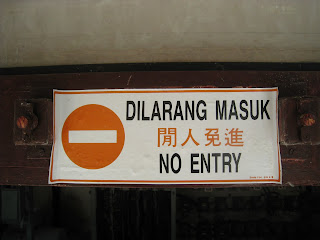 DILARANG MASUK
閒人免進
NO ENTRY